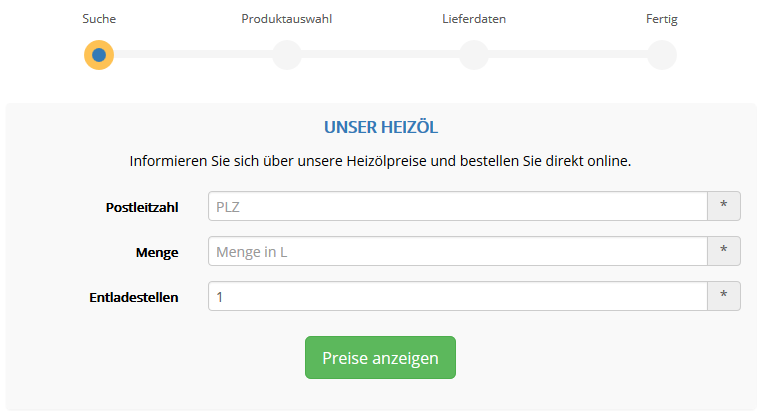 Suche Produktauswahl Lieferdaten Fertig
UNSER HEIZÖL
Informieren Sie sich über unsere Heizölpreise und bestellen Sie direkt online.
Postleitzahl PLZ *
Menge Menge in L *
Entladestellen 1 *
Preise anzeigen